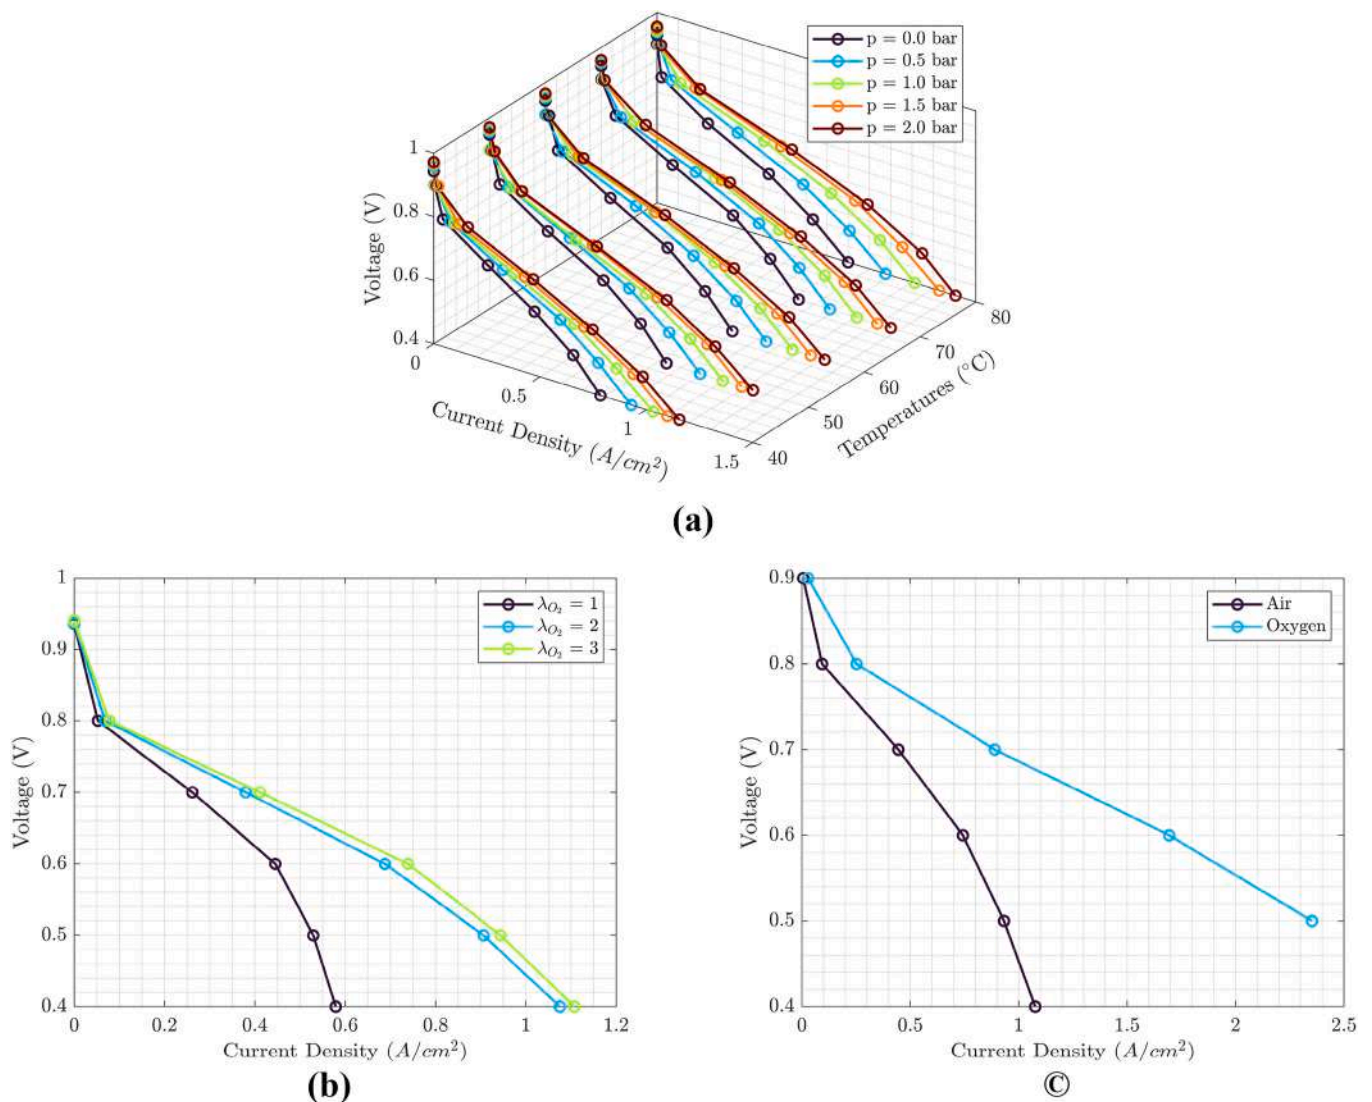 p = 0.0 bar
p = 0.5 bar
p = 1.0 bar
p = 1.5 bar
p = 2.0 bar
1
0.8
0.6
0.4
Voltage (V)
0
0.5
1
1.5
Current Density (A/cm²)
40
50
60
70
80
Temperatures (°C)
(a)
1
0.9
0.8
0.7
0.6
0.5
0.4
Voltage (V)
λO₂ = 1
λO₂ = 2
λO₂ = 3
0 0.2 0.4 0.6 0.8 1 1.2
Current Density (A/cm²)
(b)
0.9
0.8
0.7
0.6
0.5
0.4
Voltage (V)
Air
Oxygen
0 0.5 1 1.5 2 2.5
Current Density (A/cm²)
©